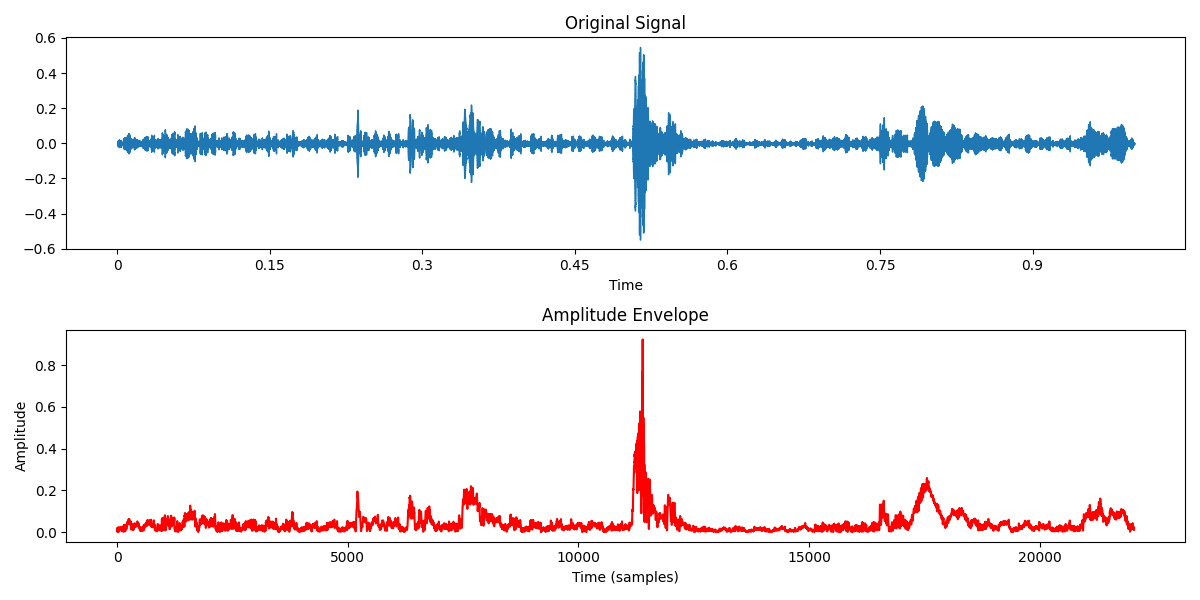 Original Signal
0.6
0.4
0.2
0.0
−0.2
−0.4
−0.6
0 0.15 0.3 0.45 0.6 0.75 0.9
Time
Amplitude Envelope
Amplitude
0.8
0.6
0.4
0.2
0.0
0 5000 10000 15000 20000
Time (samples)